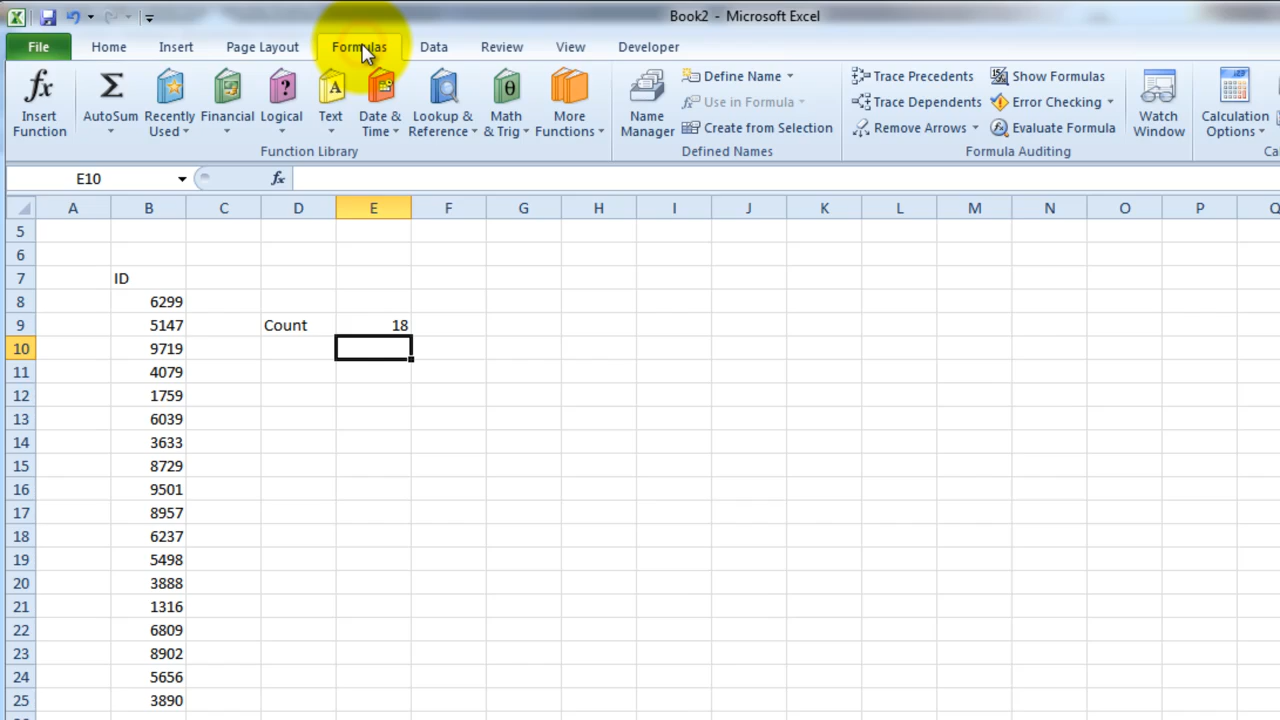 Book2 - Microsoft Excel
File Home Insert Page Layout Formulas Data Review View Developer
Insert Function
AutoSum
Recently Used
Financial
Logical
Text
Date & Time
Lookup & Reference
Math & Trig
More Functions
Function Library
Name Manager
Define Name
Use in Formula
Create from Selection
Defined Names
Trace Precedents
Trace Dependents
Remove Arrows
Show Formulas
Error Checking
Evaluate Formula
Formula Auditing
Watch Window
Calculation Options
Ca
E10 fx
A B C D E F G H I J K L M N O P Q
5
6
7 ID
8 6299
9 5147 Count 18
10 9719
11 4079
12 1759
13 6039
14 3633
15 8729
16 9501
17 8957
18 6237
19 5498
20 3888
21 1316
22 6809
23 8902
24 5656
25 3890